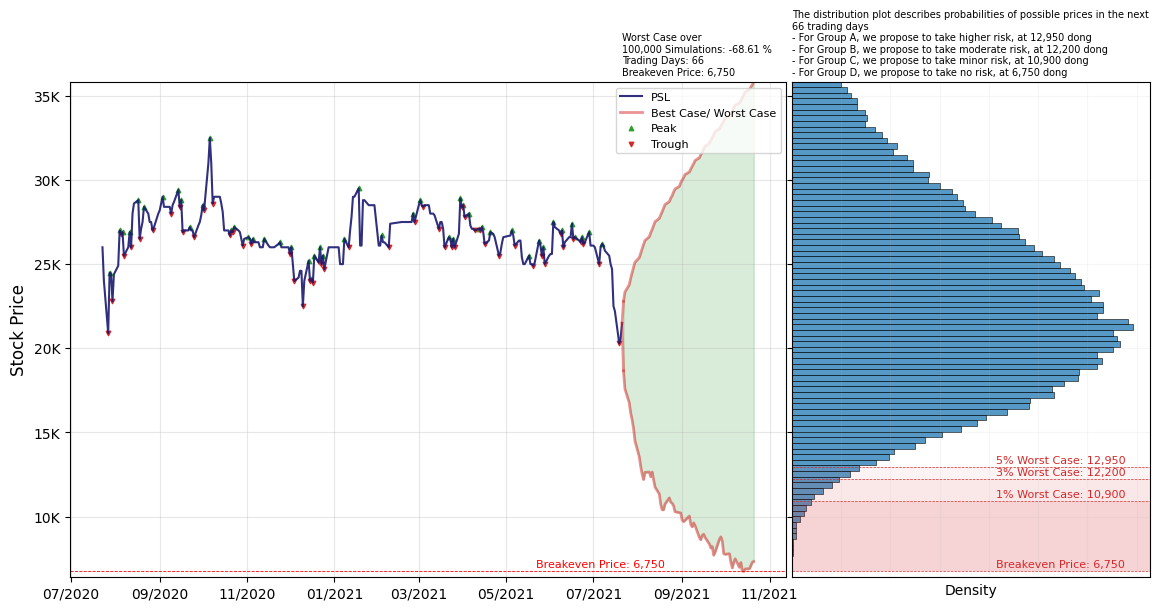 The distribution plot describes probabilities of possible prices in the next
66 trading days
- For Group A, we propose to take higher risk, at 12,950 dong
- For Group B, we propose to take moderate risk, at 12,200 dong
- For Group C, we propose to take minor risk, at 10,900 dong
- For Group D, we propose to take no risk, at 6,750 dong
Worst Case over
100,000 Simulations: -68.61 %
Trading Days: 66
Breakeven Price: 6,750
PSL
Best Case/ Worst Case
Peak
Trough
35K
30K
25K
20K
15K
10K
Stock Price
5% Worst Case: 12,950
3% Worst Case: 12,200
1% Worst Case: 10,900
Breakeven Price: 6,750
Breakeven Price: 6,750
07/2020
09/2020
11/2020
01/2021
03/2021
05/2021
07/2021
09/2021
11/2021
Density